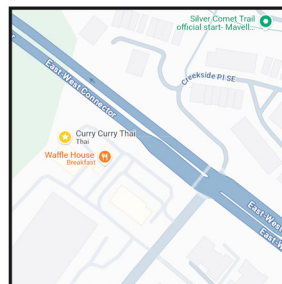 Silver Comet Trail
official start- Mavell...
East-West Connector
Creekside Pl SE
Curry Curry Thai
Thai
Waffle House
Breakfast
East-West
East-W